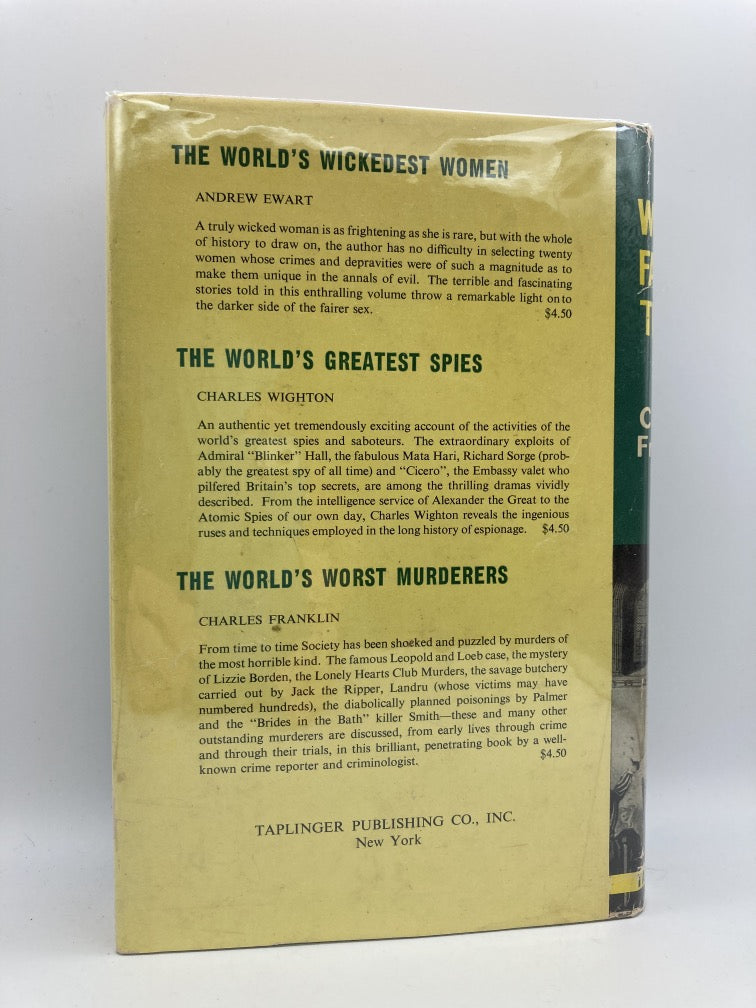 THE WORLD'S WICKEDEST WOMEN
ANDREW EWART
A truly wicked woman is as frightening as she is rare, but with the whole
of history to draw on, the author has no difficulty in selecting twenty
women whose crimes and depravities were of such a magnitude as to
make them unique in the annals of evil. The terrible and fascinating
stories told in this enthralling volume throw a remarkable light on to
the darker side of the fairer sex. $4.50
THE WORLD'S GREATEST SPIES
CHARLES WIGHTON
An authentic yet tremendously exciting account of the activities of the
world's greatest spies and saboteurs. The extraordinary exploits of
Admiral "Blinker" Hall, the fabulous Mata Hari, Richard Sorge (prob-
ably the greatest spy of all time) and "Cicero", the Embassy valet who
pilfered Britain's top secrets, are among the thrilling dramas vividly
described. From the intelligence service of Alexander the Great to the
Atomic Spies of our own day, Charles Wighton reveals the ingenious
ruses and techniques employed in the long history of espionage. $4.50
THE WORLD'S WORST MURDERERS
CHARLES FRANKLIN
From time to time Society has been shocked and puzzled by murders of
the most horrible kind. The famous Leopold and Loeb case, the mystery
of Lizzie Borden, the Lonely Hearts Club Murders, the savage butchery
carried out by Jack the Ripper, Landru (whose victims may have
numbered hundreds), the diabolically planned poisonings by Palmer
and the "Brides in the Bath" killer Smith—these and many other
outstanding murderers are discussed, from early lives through crime
and through their trials, in this brilliant, penetrating book by a well-
known crime reporter and criminologist. $4.50
TAPLINGER PUBLISHING CO., INC.
New York